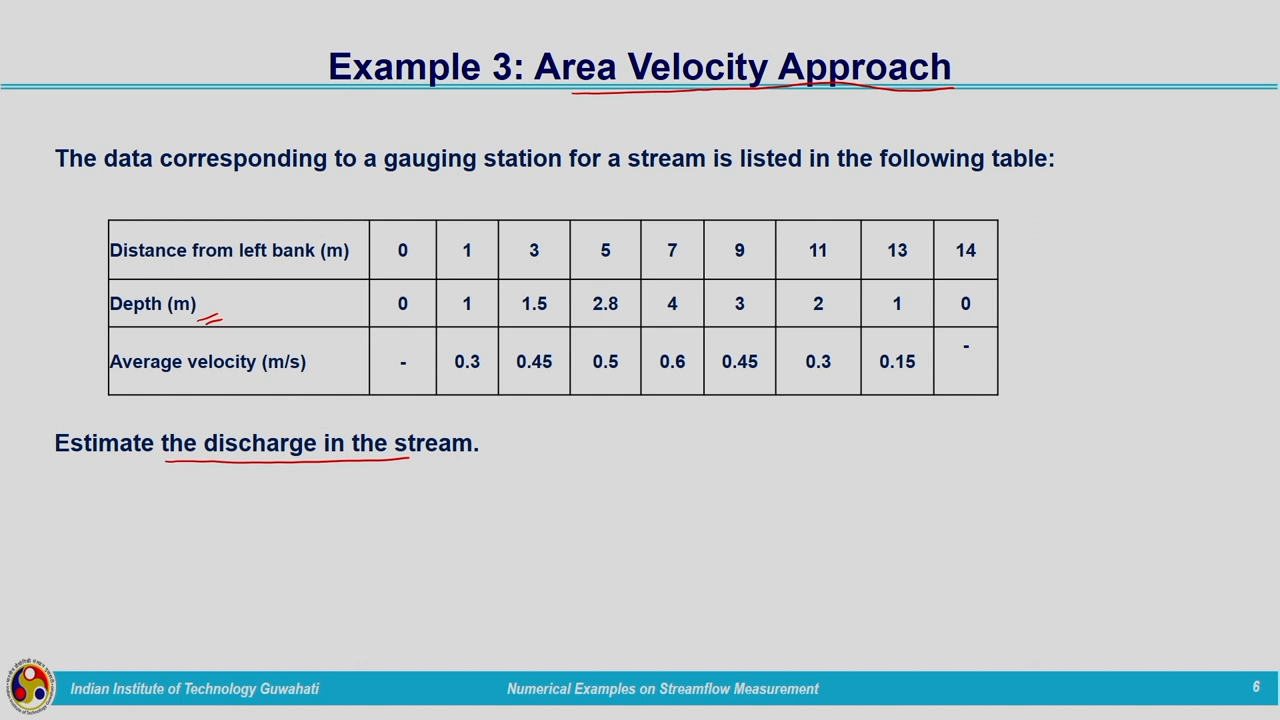 Example 3: Area Velocity Approach
The data corresponding to a gauging station for a stream is listed in the following table:
Distance from left bank (m) 0 1 3 5 7 9 11 13 14
Depth (m) 0 1 1.5 2.8 4 3 2 1 0
Average velocity (m/s) - 0.3 0.45 0.5 0.6 0.45 0.3 0.15 -
Estimate the discharge in the stream.
Indian Institute of Technology Guwahati Numerical Examples on Streamflow Measurement 6